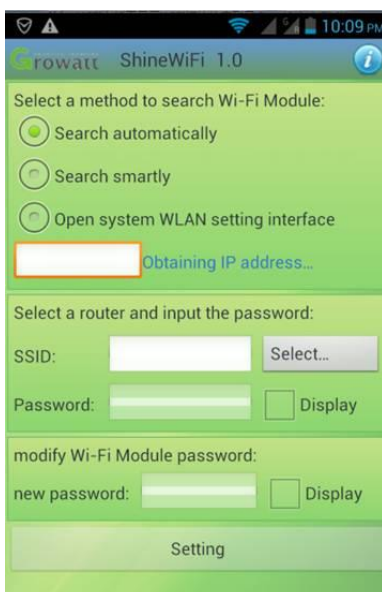 10:09 PM
Growatt ShineWiFi 1.0
Select a method to search Wi-Fi Module:
Search automatically
Search smartly
Open system WLAN setting interface
Obtaining IP address...
Select a router and input the password:
SSID: Select...
Password: Display
modify Wi-Fi Module password:
new password: Display
Setting